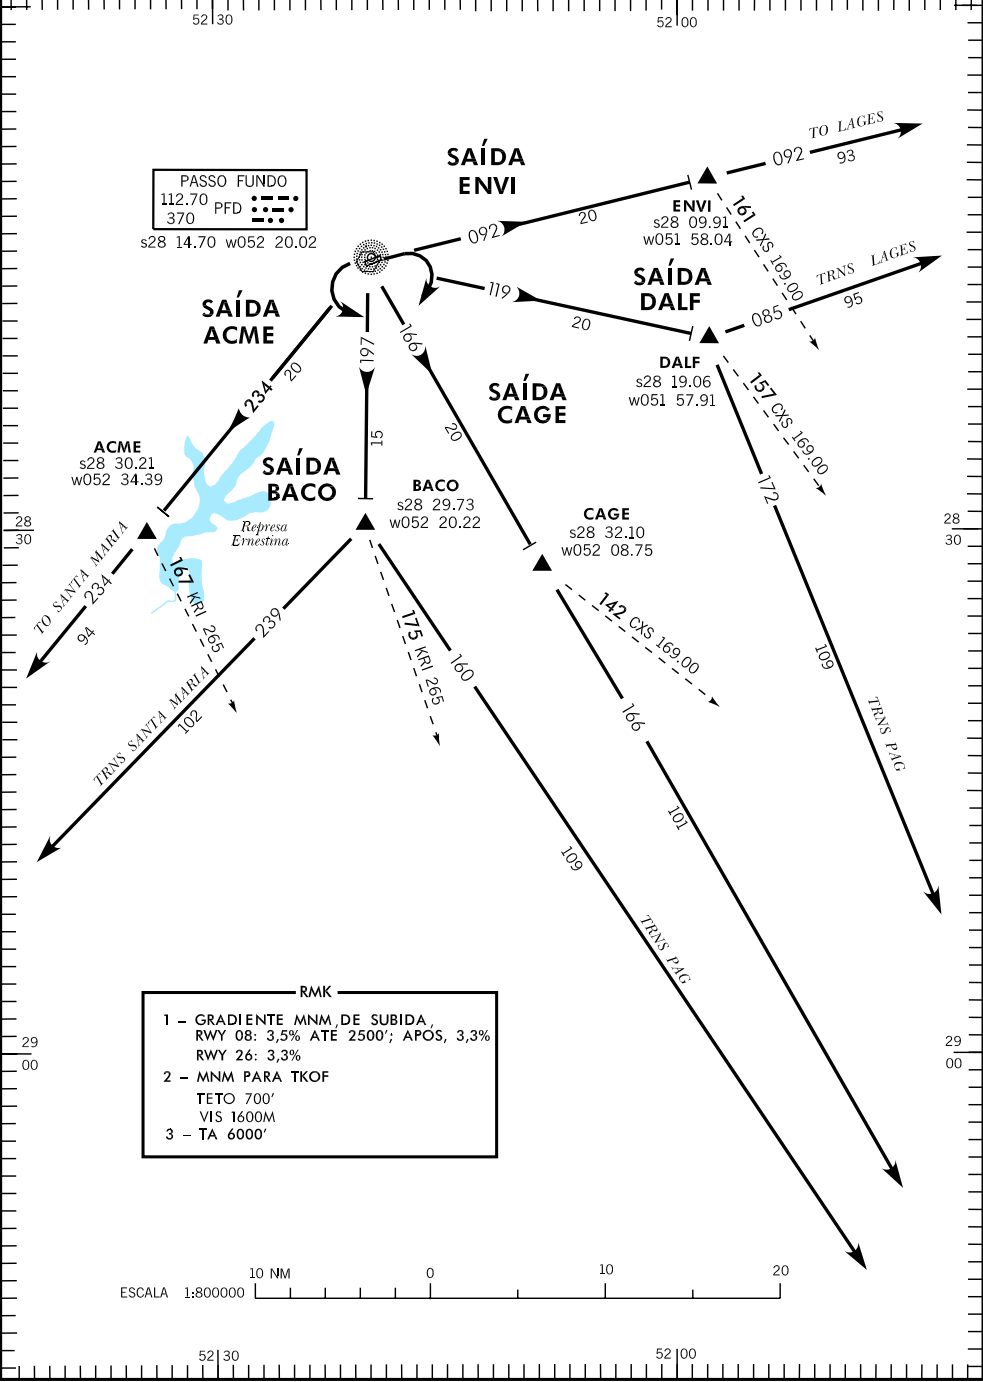 52 30
52 00
TO LAGES
092
93
SAÍDA
ENVI
PASSO FUNDO
112.70
370
PFD
s28 14.70 w052 20.02
092
20
ENVI
s28 09.91
w051 58.04
161 CXS 169.00
SAÍDA
DALF
TRNS LAGES
085
95
119
20
SAÍDA
ACME
234
20
197
15
166
20
DALF
s28 19.06
w051 57.91
157 CXS 169.00
SAÍDA
CAGE
ACME
s28 30.21
w052 34.39
SAÍDA
BACO
BACO
s28 29.73
w052 20.22
CAGE
s28 32.10
w052 08.75
172
28
30
28
30
Represa
Ernestina
TO SANTA MARIA
234
94
167 KRI 265
239
TRNS SANTA MARIA
102
175 KRI 265
160
142 CXS 169.00
109
TRNS PAG
166
101
109
TRNS PAG
RMK
1 – GRADIENTE MNM DE SUBIDA
RWY 08: 3,5% ATÉ 2500'; APÓS, 3,3%
RWY 26: 3,3%
2 – MNM PARA TKOF
TETO 700'
VIS 1600M
3 – TA 6000'
29
00
29
00
10 NM 0 10 20
ESCALA 1:800000
52 30
52 00